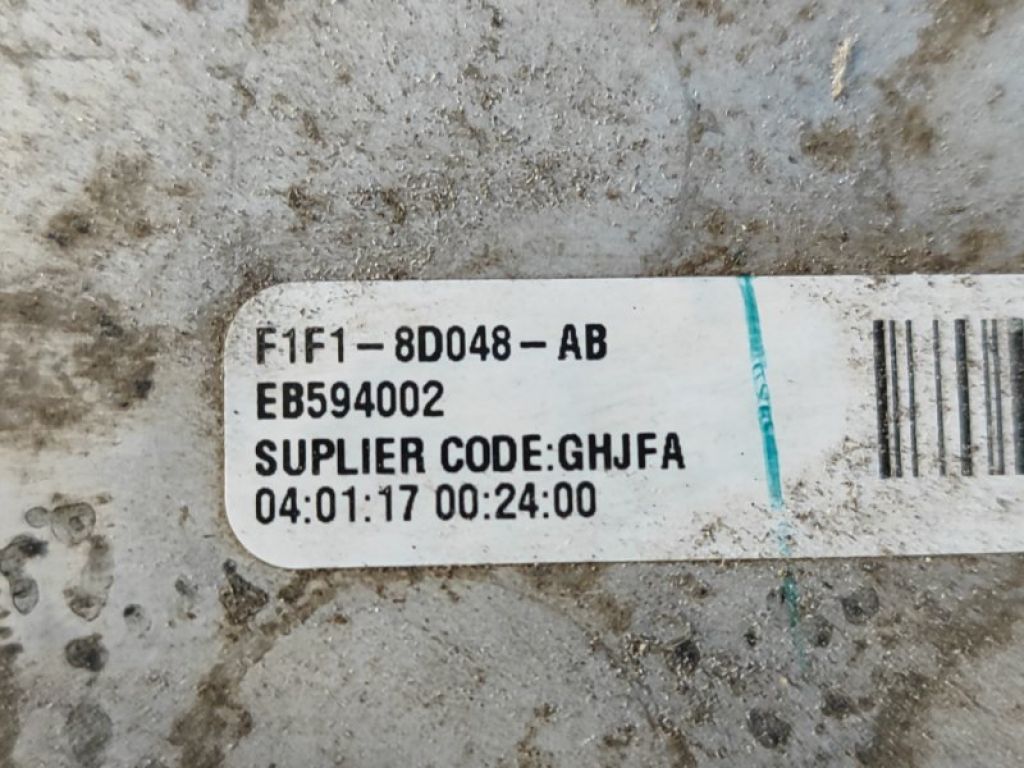 F1F1-8D048-AB
EB594002
SUPLIER CODE:GHJFA
04:01:17 00:24:00